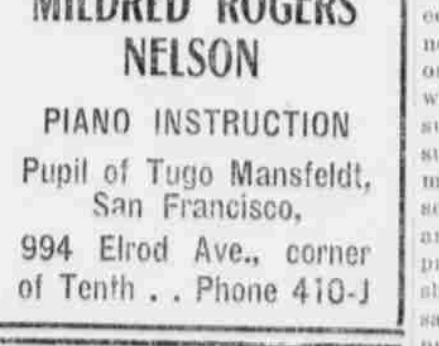 MILDRED ROGERS
NELSON
PIANO INSTRUCTION
Pupil of Tugo Mansfeldt,
San Francisco,
994 Elrod Ave., corner
of Tenth . . Phone 410-J